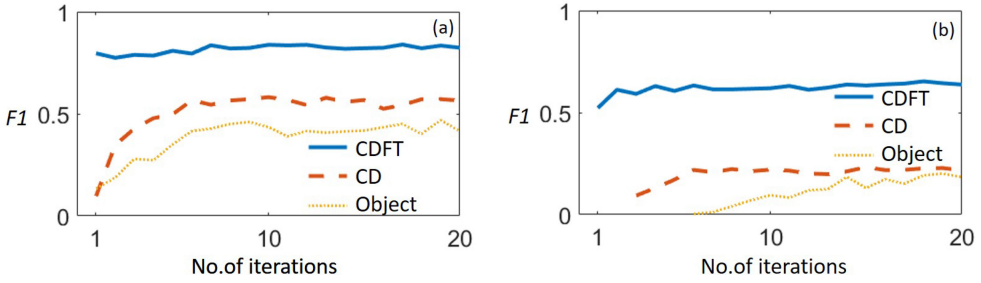 1
(a)
F1
0.5
CDFT
CD
Object
0
1
10
20
No.of iterations
1
(b)
F1
0.5
CDFT
CD
Object
0
1
10
20
No.of iterations